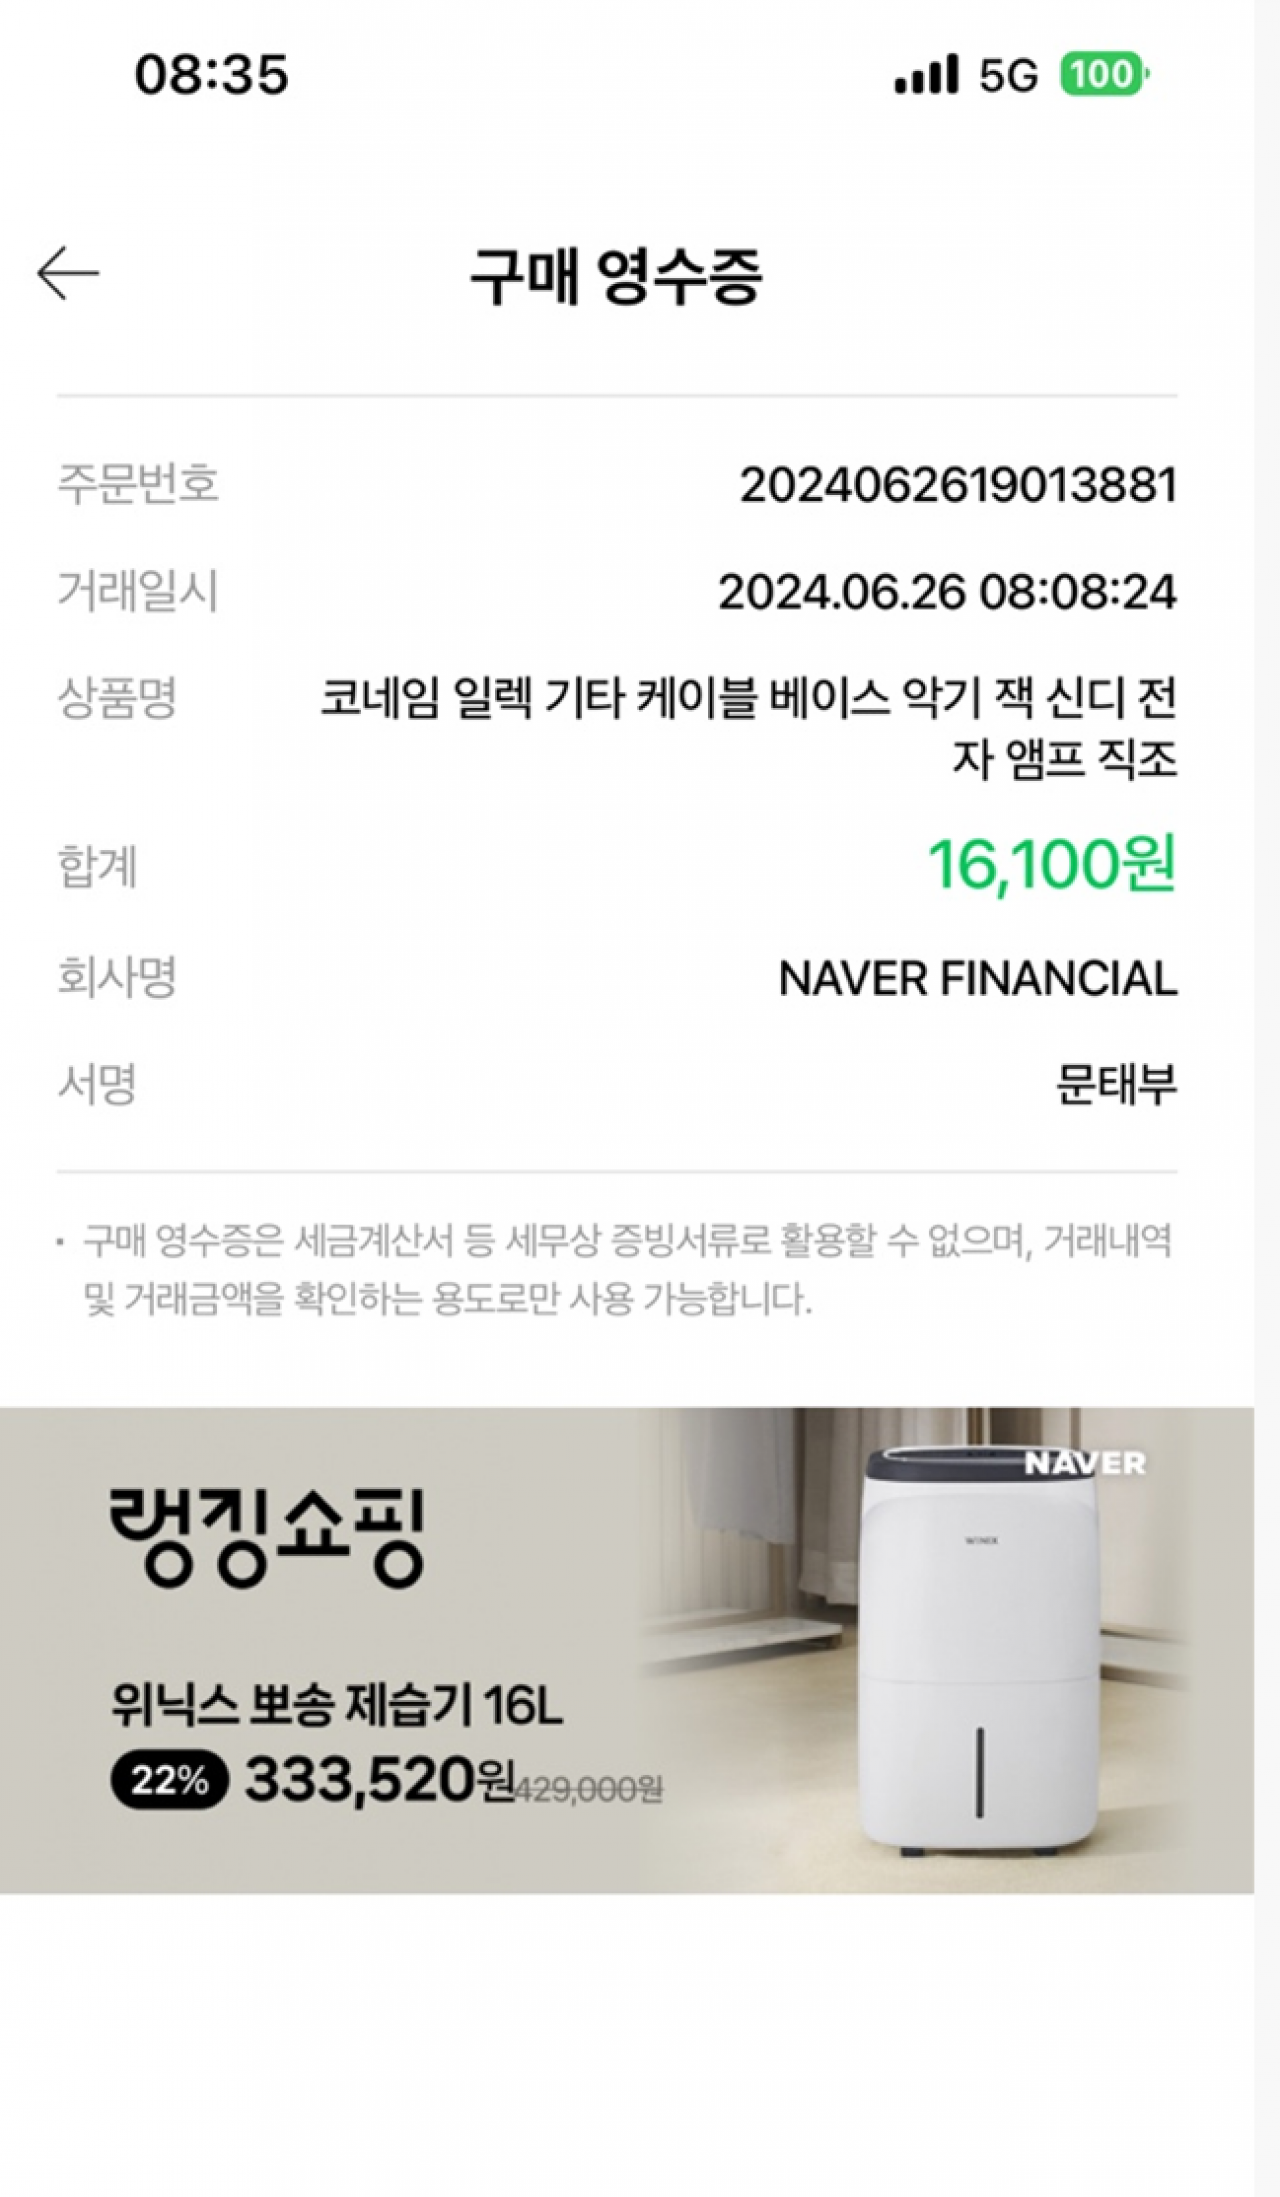 08:35
5G
100
구매 영수증
주문번호
2024062619013881
거래일시
2024.06.26 08:08:24
상품명
코네임 일렉 기타 케이블 베이스 악기 잭 신디 전
자 앰프 직조
합계
16,100원
회사명
NAVER FINANCIAL
서명
문태부
· 구매 영수증은 세금계산서 등 세무상 증빙서류로 활용할 수 없으며, 거래내역
및 거래금액을 확인하는 용도로만 사용 가능합니다.
NAVER
랭킹쇼핑
WINIX
위닉스 뽀송 제습기 16L
22% 333,520원 429,000원